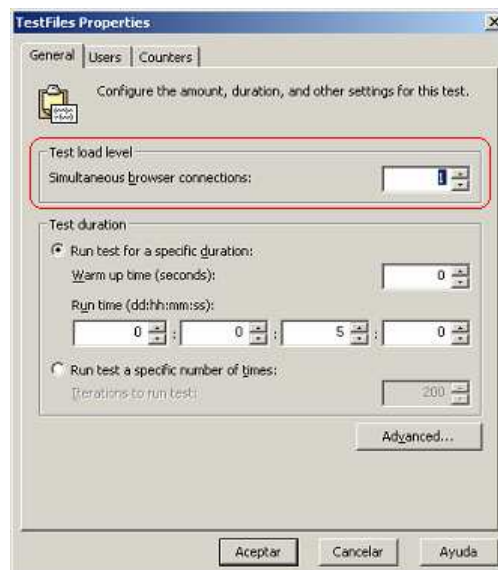 TestFiles Properties
General Users Counters
Configure the amount, duration, and other settings for this test.
Test load level
Simultaneous browser connections: 1
Test duration
Run test for a specific duration:
Warm up time (seconds): 0
Run time (dd:hh:mm:ss):
0 : 0 : 5 : 0
Run test a specific number of times:
Iterations to run test: 200
Advanced...
Aceptar Cancelar Ayuda